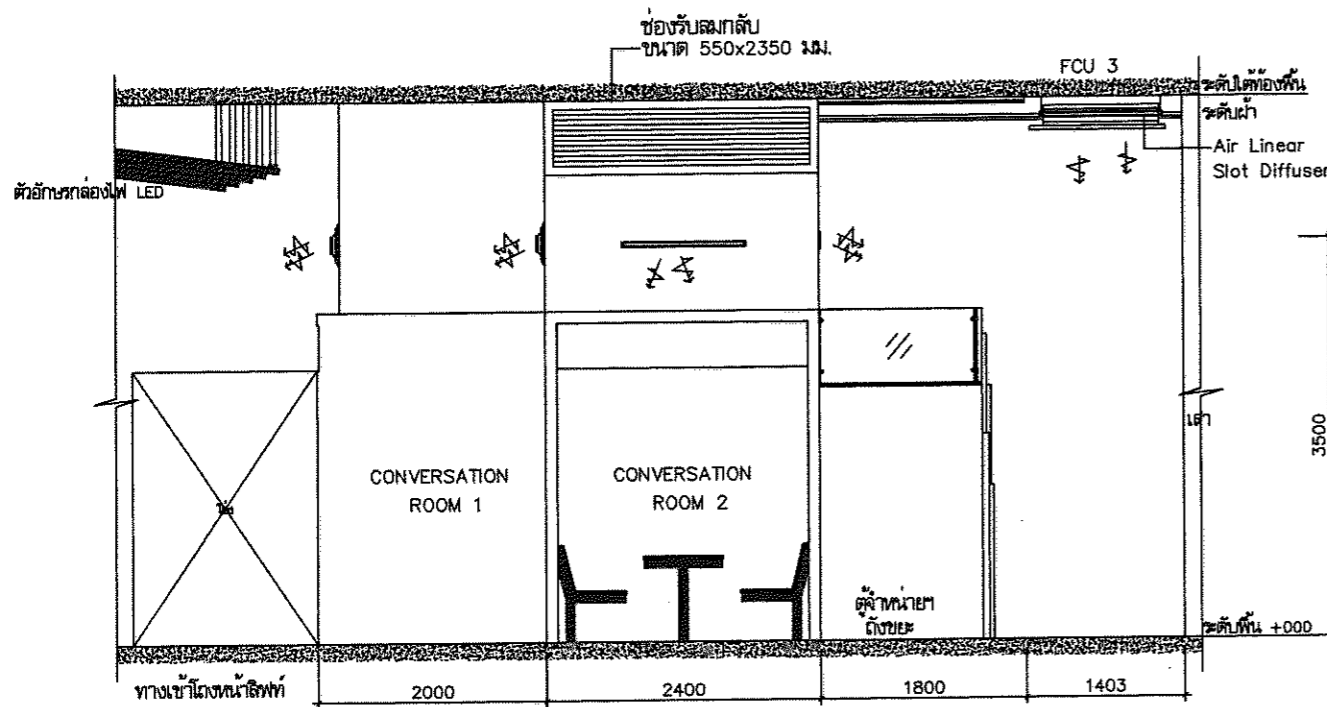 ช่องรับลมกลับ
ขนาด 550x2350 มม.
FCU 3
ระดับใต้ท้องพื้น
ระดับฝ้า
Air Linear
Slot Diffuser
ตัวอักษรกล่องไฟ LED
3500
เสา
CONVERSATION
ROOM 1
CONVERSATION
ROOM 2
โล่ง
ตู้จำหน่ายฯ
ถังขยะ
ระดับพื้น +000
ทางเข้าโถงหน้าลิฟท์
2000
2400
1800
1403